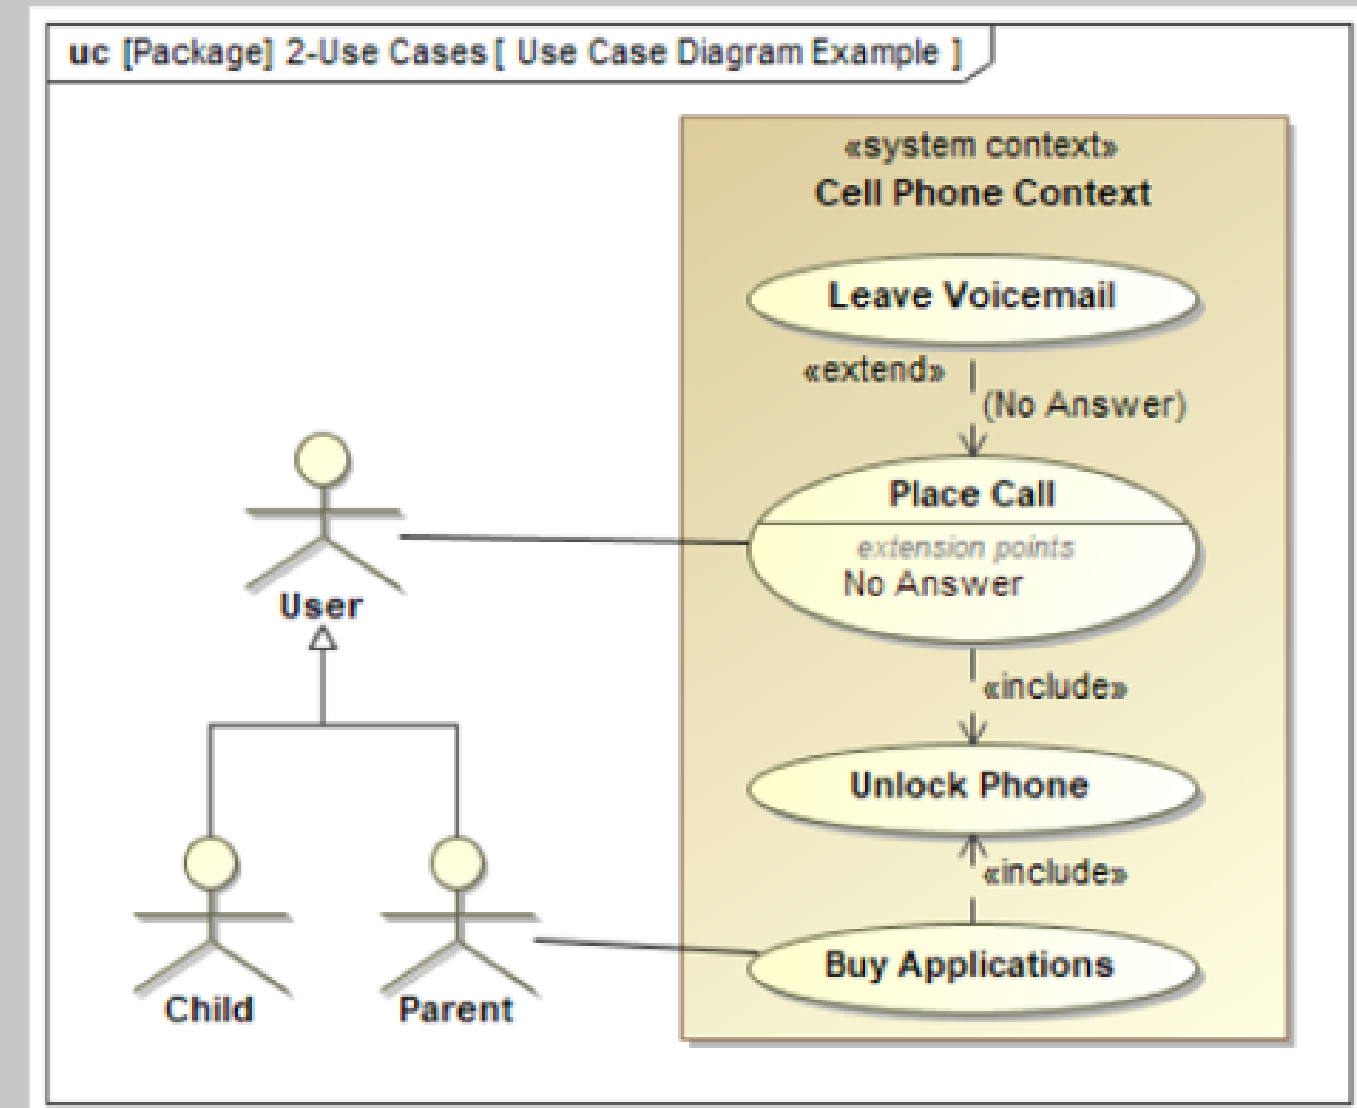 uc [Package] 2-Use Cases [ Use Case Diagram Example ]
«system context»
Cell Phone Context
Leave Voicemail
«extend»
(No Answer)
Place Call
extension points
No Answer
User
«include»
Unlock Phone
«include»
Buy Applications
Child
Parent